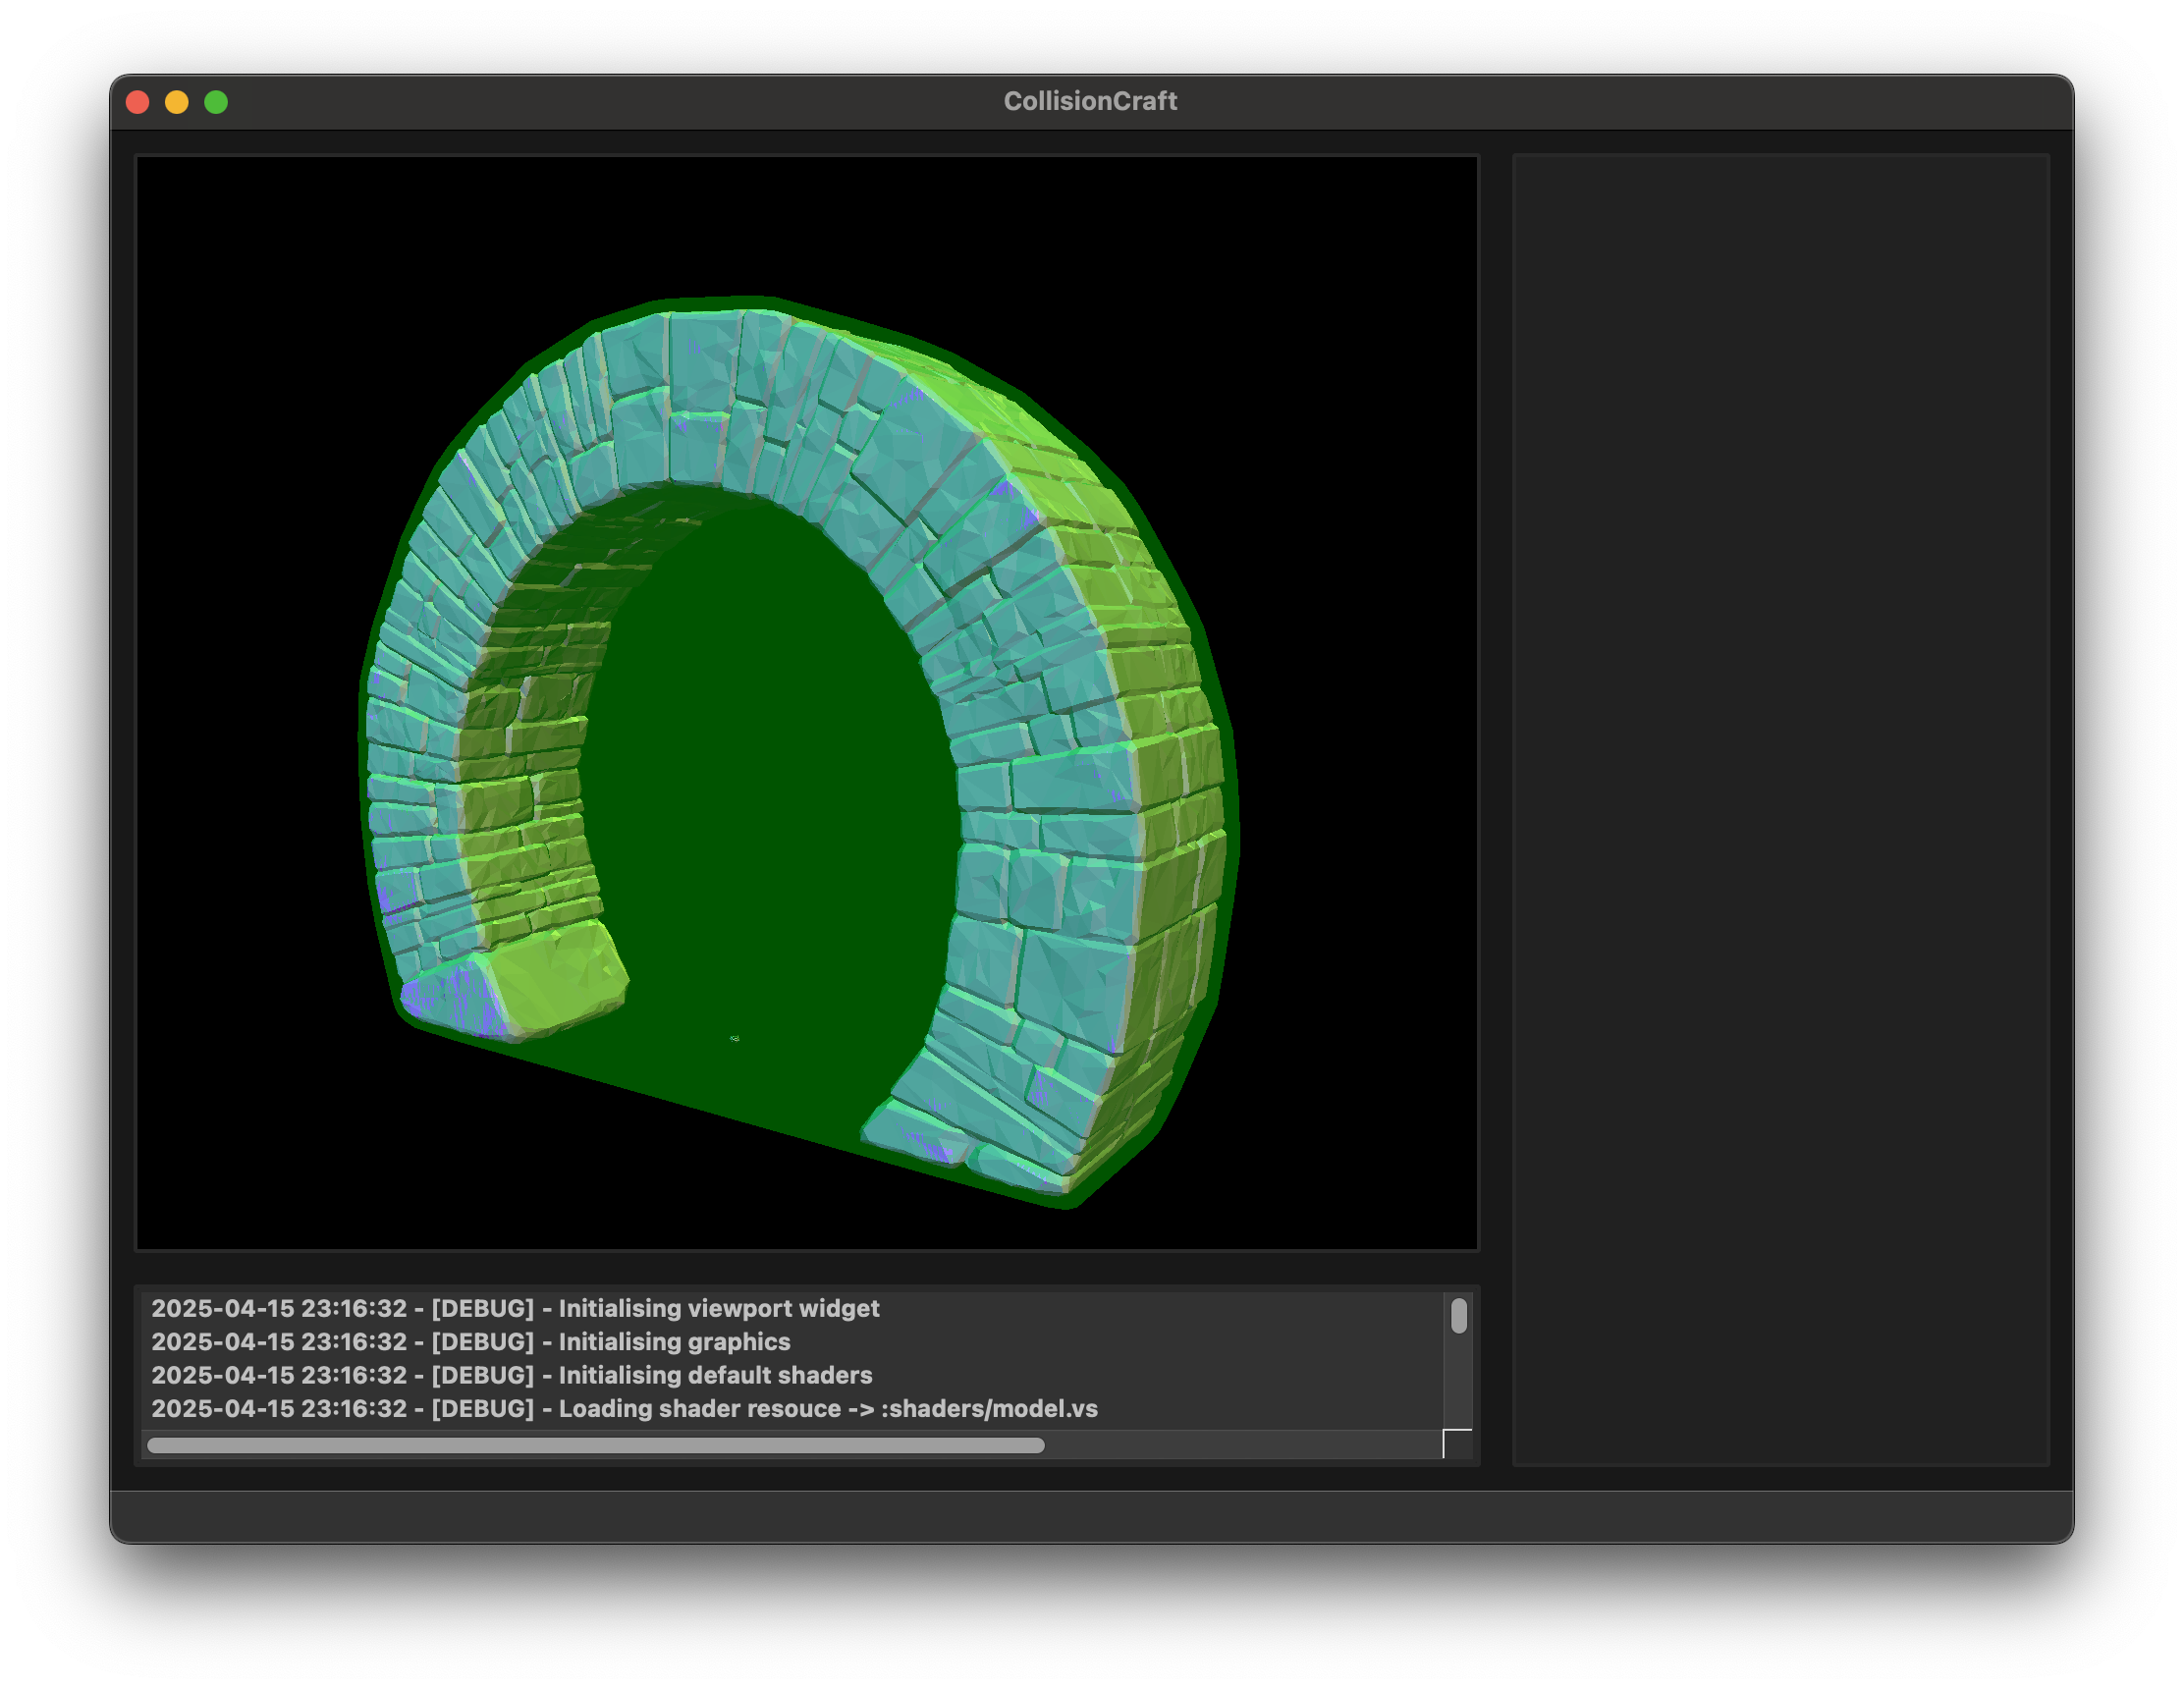 CollisionCraft
2025-04-15 23:16:32 - [DEBUG] - Initialising viewport widget
2025-04-15 23:16:32 - [DEBUG] - Initialising graphics
2025-04-15 23:16:32 - [DEBUG] - Initialising default shaders
2025-04-15 23:16:32 - [DEBUG] - Loading shader resouce -> :shaders/model.vs